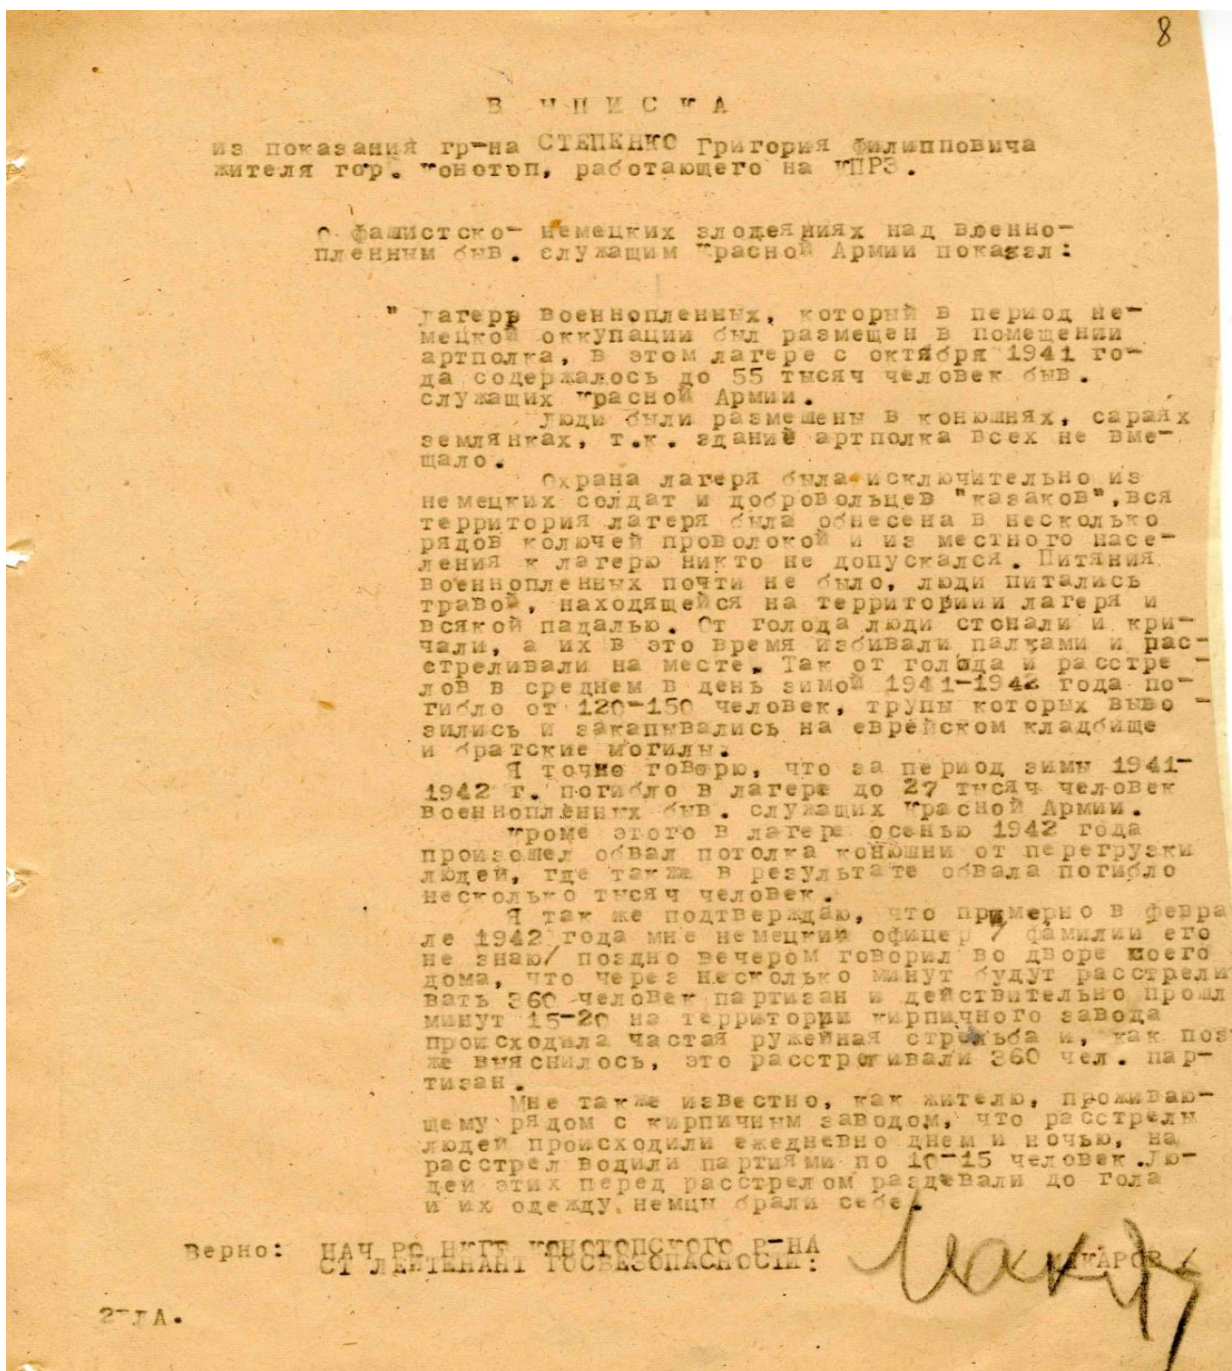 8
В Ы П И С К А
из показаний гр-на СТЕПЕНКО Григория Филипповича
жителя гор. Конотоп, работающего на КПРЗ.
О фашистско- немецких злодеяниях над военно-
пленным быв. служащим Красной Армии показал:
" Лагерь военнопленных, который в период не-
мецкой оккупации был размещен в помещении
артполка, в этом лагере с октября 1941 го-
да содержалось до 55 тысяч человек быв.
служащих Красной Армии.
Люди были размещены в конюшнях, сараях
землянках, т.к. здание артполка всех не вме-
щало.
Охрана лагеря была исключительно из
немецких солдат и добровольцев "казаков", вся
территория лагеря была обнесена в несколько
рядов колючей проволокой и из местного насе-
ления к лагерю никто не допускался. Питяния
военнопленных почти не было, люди питались
травой, находящейся на территориии лагеря и
всякой падалью. От голода люди стонали и кри-
чали, а их в это время избивали палками и рас-
стреливали на месте. Так от голода и расстре
лов в среднем в день зимой 1941-1942 года по-
гибло от 120-150 человек, трупы которых выво -
зились и закапывались на еврейском кладбище
и братские могилы.
Я точно говорю, что за период зимы 1941-
1942 г. погибло в лагере до 27 тысяч человек
военнопленных быв. служащих Красной Армии.
Кроме этого в лагере осенью 1942 года
произошел обвал потолка конюшни от перегрузки
людей, где также в результате обвала погибло
несколько тысяч человек.
Я так же подтверждаю, что примерно в февра
ле 1942 года мне немецкий офицер / фамилии его
не знаю/ поздно вечером говорил во дворе моего
дома, что через несколько минут будут расстрели
вать 360 человек партизан и действительно прошл
минут 15-20 на территории кирпичного завода
происходила частая ружейная стрельба и, как поз
же выяснилось, это расстреливали 360 чел. пар-
тизан.
Мне также известно, как жителю, проживаю-
щему рядом с кирпичным заводом, что расстрелы
людей происходили ежедневно днем и ночью, на
расстрел водили партиями по 10-15 человек. Лю-
дей этих перед расстрелом раздевали до гола
и их одежду немцы брали себе.
Верно: НАЧ РО НКГБ КОНОТОПСКОГО Р-НА
СТ ЛЕЙТЕНАНТ ГОСБЕЗОПАСНОСТИ: /МАКАРОВ/
2-ЛА.